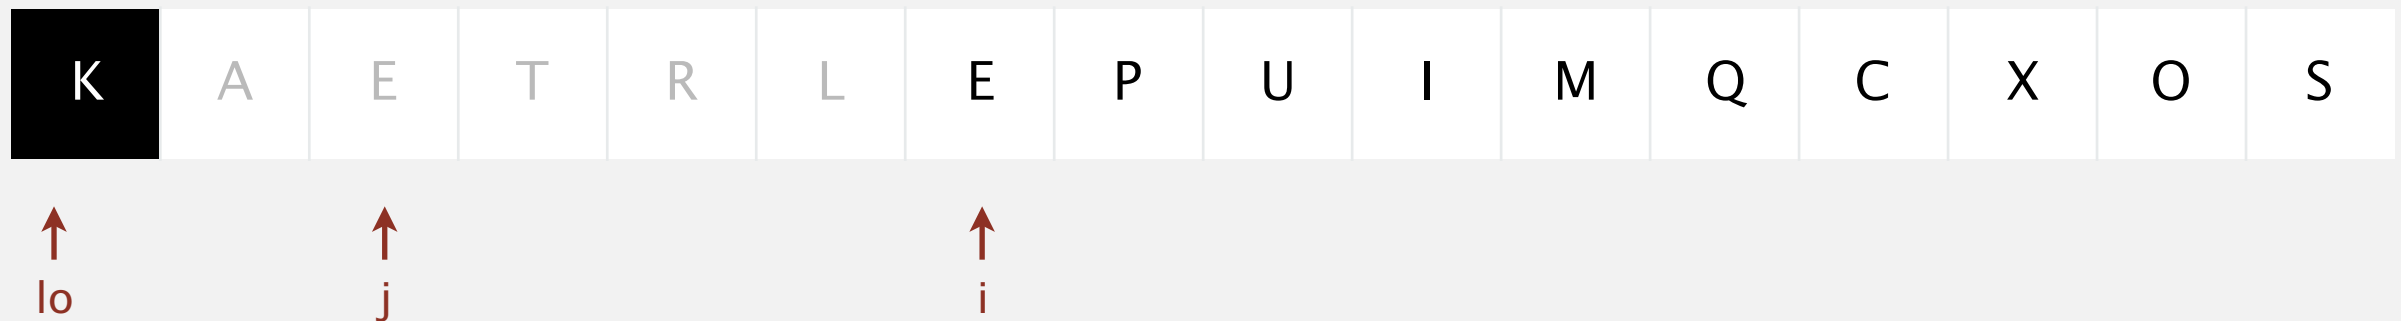 K A E T R L E P U I M Q C X O S
lo j i